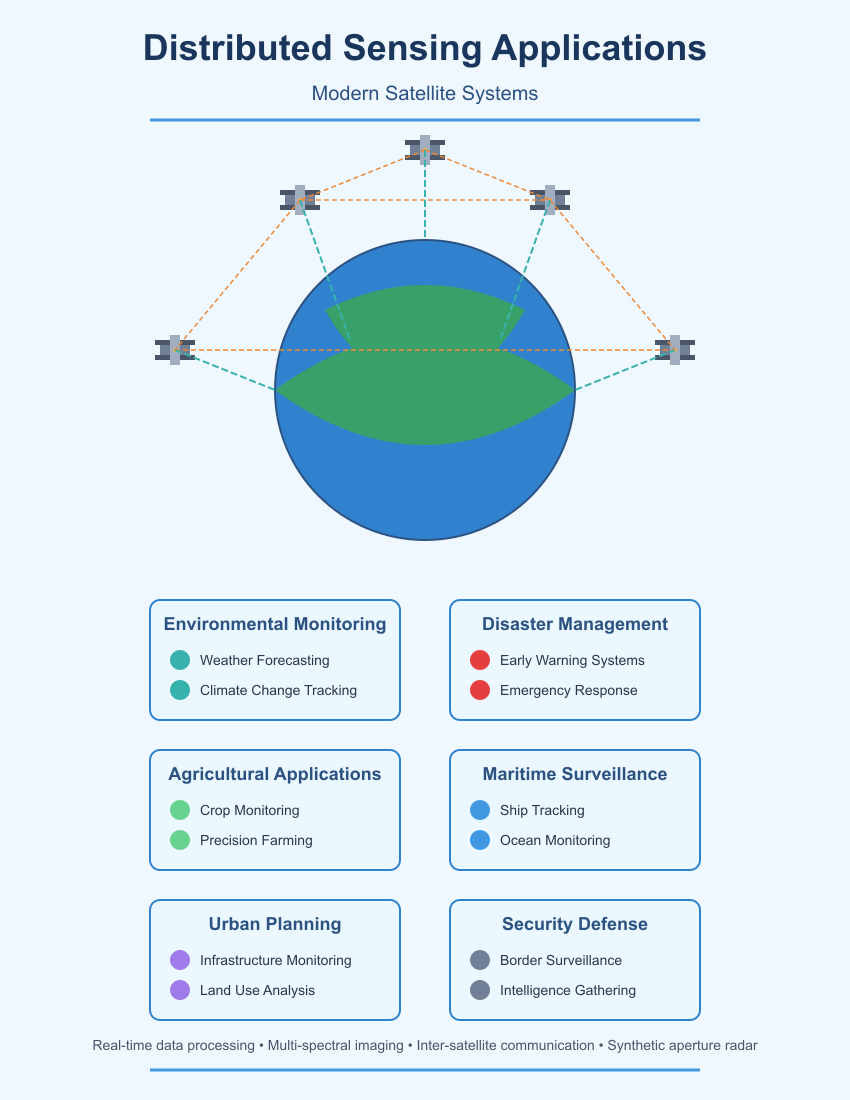 Distributed Sensing Applications
Modern Satellite Systems
Environmental Monitoring
Weather Forecasting
Climate Change Tracking
Disaster Management
Early Warning Systems
Emergency Response
Agricultural Applications
Crop Monitoring
Precision Farming
Maritime Surveillance
Ship Tracking
Ocean Monitoring
Urban Planning
Infrastructure Monitoring
Land Use Analysis
Security Defense
Border Surveillance
Intelligence Gathering
Real-time data processing • Multi-spectral imaging • Inter-satellite communication • Synthetic aperture radar